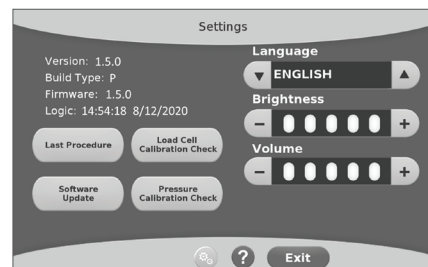 Settings
Version: 1.5.0
Build Type: P
Firmware: 1.5.0
Logic: 14:54:18 8/12/2020
Last Procedure
Load Cell
Calibration Check
Software
Update
Pressure
Calibration Check
Language
▼ ENGLISH ▲
Brightness
– +
Volume
– +
? Exit